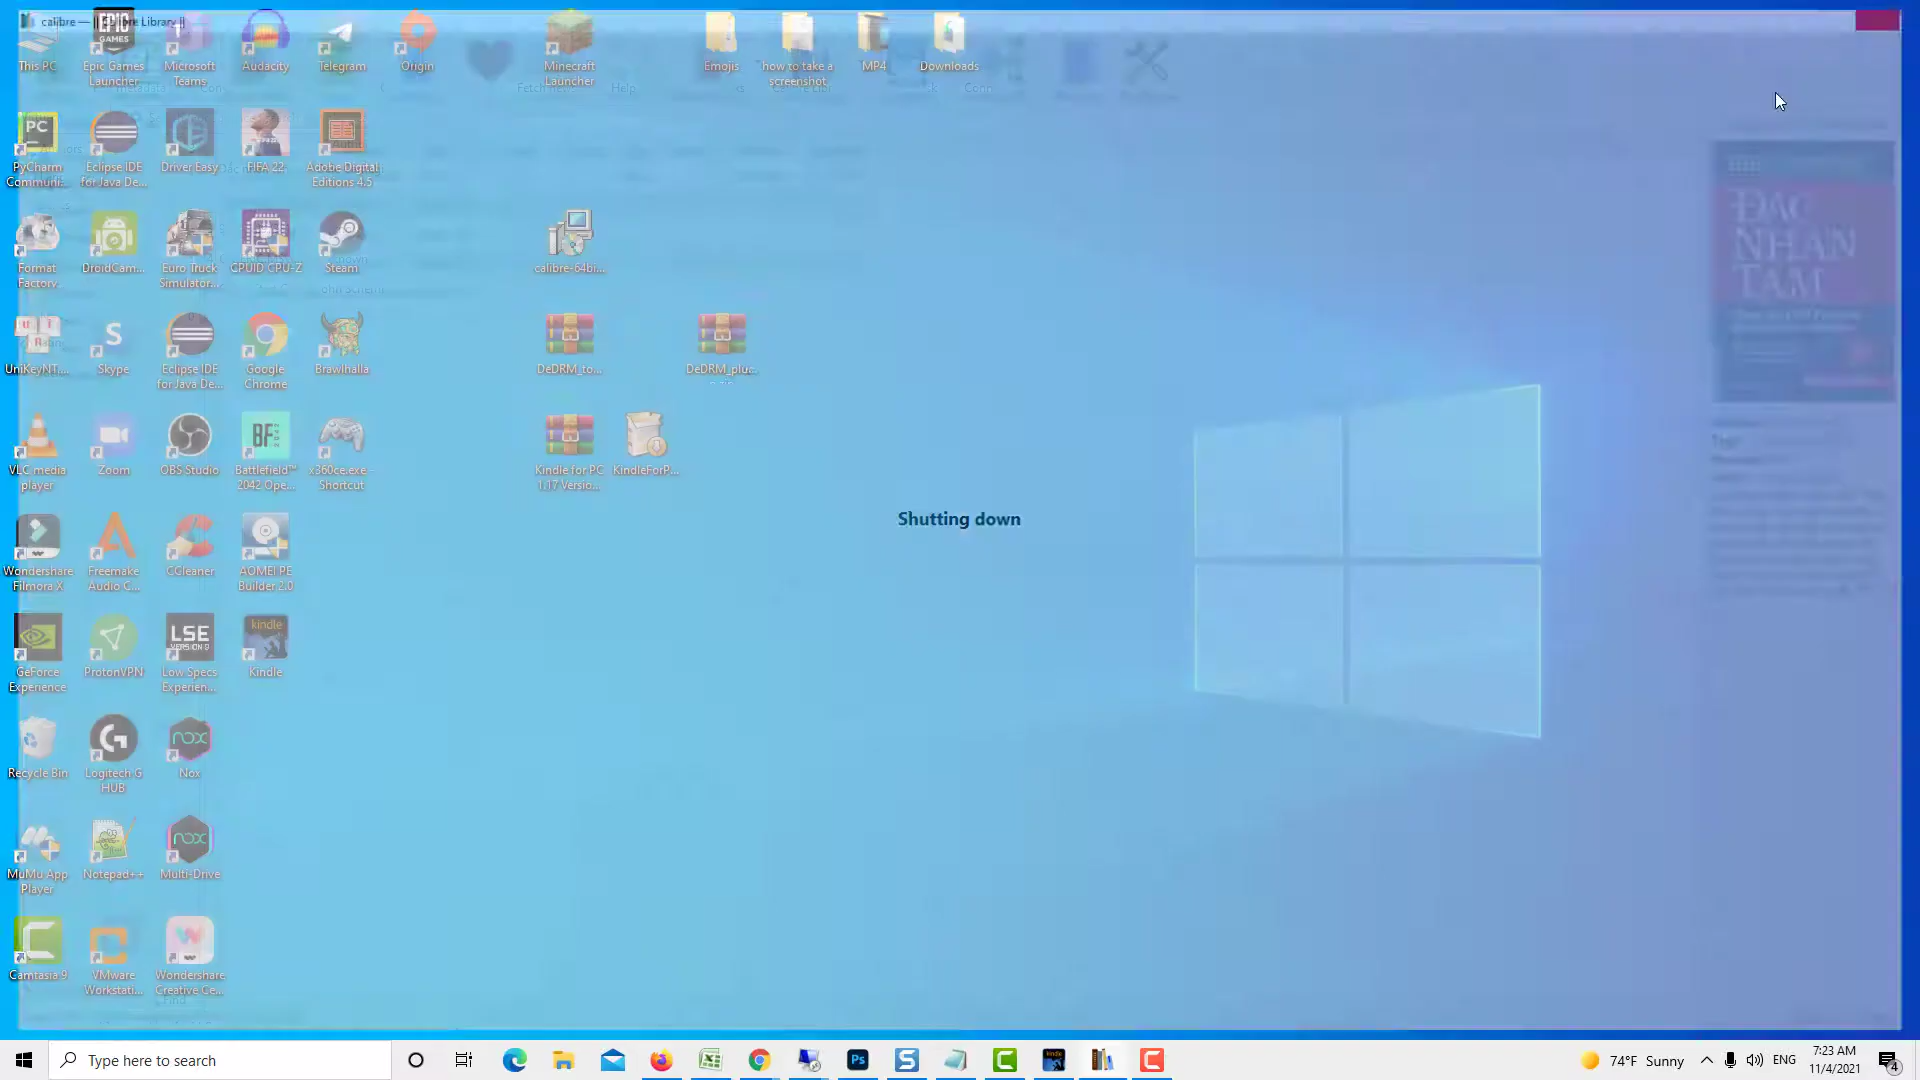 calibre — || Calibre Library ||
This PC
Epic Games
Launcher
Microsoft
Teams
Audacity
Telegram
Origin
Minecraft
Launcher
Emojis
how to take a
screenshot
MP4
Downloads
Fetch news
Help
PyCharm
Communi...
Eclipse IDE
for Java De...
Driver Easy
FIFA 22
Adobe Digital
Editions 4.5
ĐẮC
NHÂN
TÂM
Format
Factory
DroidCam...
Euro Truck
Simulator...
CPUID CPU-Z
Steam
calibre-64bi...
UniKeyNT...
Skype
Eclipse IDE
for Java De...
Google
Chrome
Brawlhalla
DeDRM_to...
DeDRM_plu...
VLC media
player
Zoom
OBS Studio
Battlefield™
2042 Ope...
x360ce.exe -
Shortcut
Kindle for PC
1.17 Versio...
KindleForP...
Shutting down
Wondershare
Filmora X
Freemake
Audio C...
CCleaner
AOMEI PE
Builder 2.0
GeForce
Experience
ProtonVPN
Low Specs
Experien...
Kindle
Recycle Bin
Logitech G
HUB
Nox
MuMu App
Player
Notepad++
Multi-Drive
Camtasia 9
VMware
Workstati...
Wondershare
Creative Ce...
Type here to search
74°F Sunny
ENG
7:23 AM
11/4/2021
4